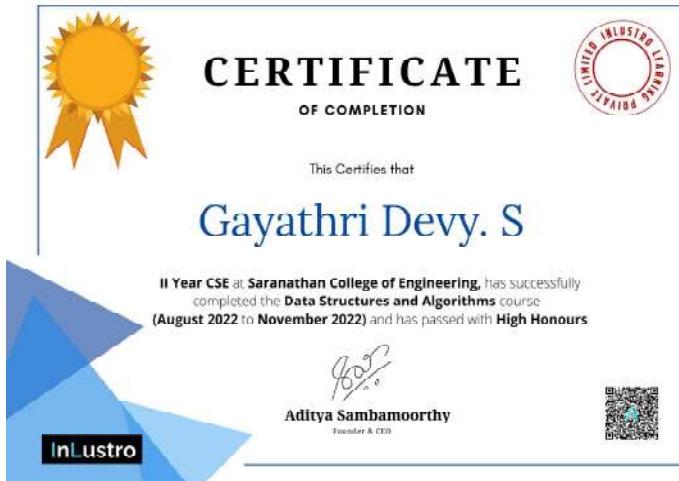 CERTIFICATE
INLUSTRO LEARNING PRIVATE LIMITED
OF COMPLETION
This Certifies that
Gayathri Devy. S
II Year CSE at Saranathan College of Engineering, has successfully
completed the Data Structures and Algorithms course
(August 2022 to November 2022) and has passed with High Honours
Aditya Sambamoorthy
Founder & CEO
InLustro